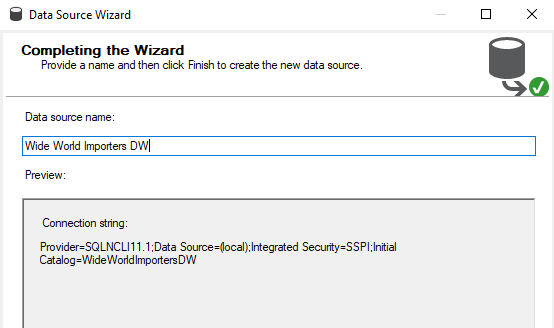 Data Source Wizard
Completing the Wizard
Provide a name and then click Finish to create the new data source.
Data source name:
Wide World Importers DW
Preview:
Connection string:
Provider=SQLNCLI11.1;Data Source=(local);Integrated Security=SSPI;Initial
Catalog=WideWorldImportersDW